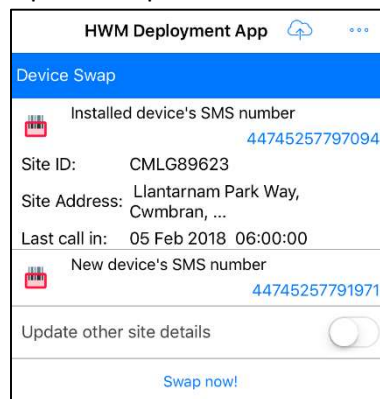 HWM Deployment App
Device Swap
Installed device's SMS number
44745257797094
Site ID: CMLG89623
Site Address: Llantarnam Park Way,
Cwmbran, ...
Last call in: 05 Feb 2018 06:00:00
New device's SMS number
44745257791971
Update other site details
Swap now!